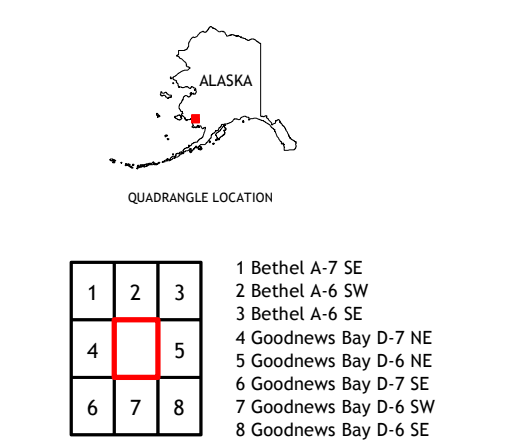 ALASKA
QUADRANGLE LOCATION
1 2 3
4 5
6 7 8
1 Bethel A-7 SE
2 Bethel A-6 SW
3 Bethel A-6 SE
4 Goodnews Bay D-7 NE
5 Goodnews Bay D-6 NE
6 Goodnews Bay D-7 SE
7 Goodnews Bay D-6 SW
8 Goodnews Bay D-6 SE